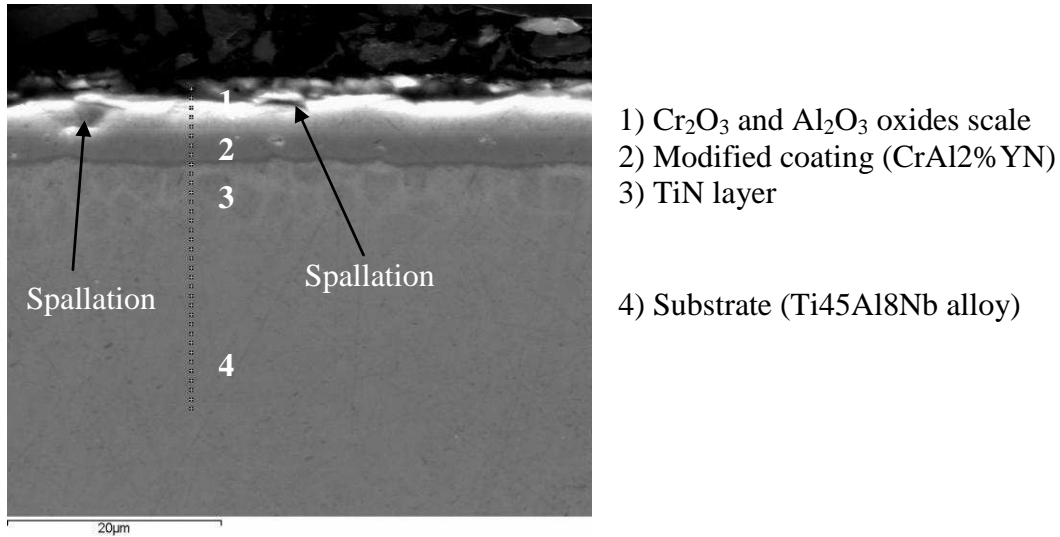 1
2
3
4
Spallation
Spallation
20µm
1) Cr₂O₃ and Al₂O₃ oxides scale
2) Modified coating (CrAl2%YN)
3) TiN layer
4) Substrate (Ti45Al8Nb alloy)